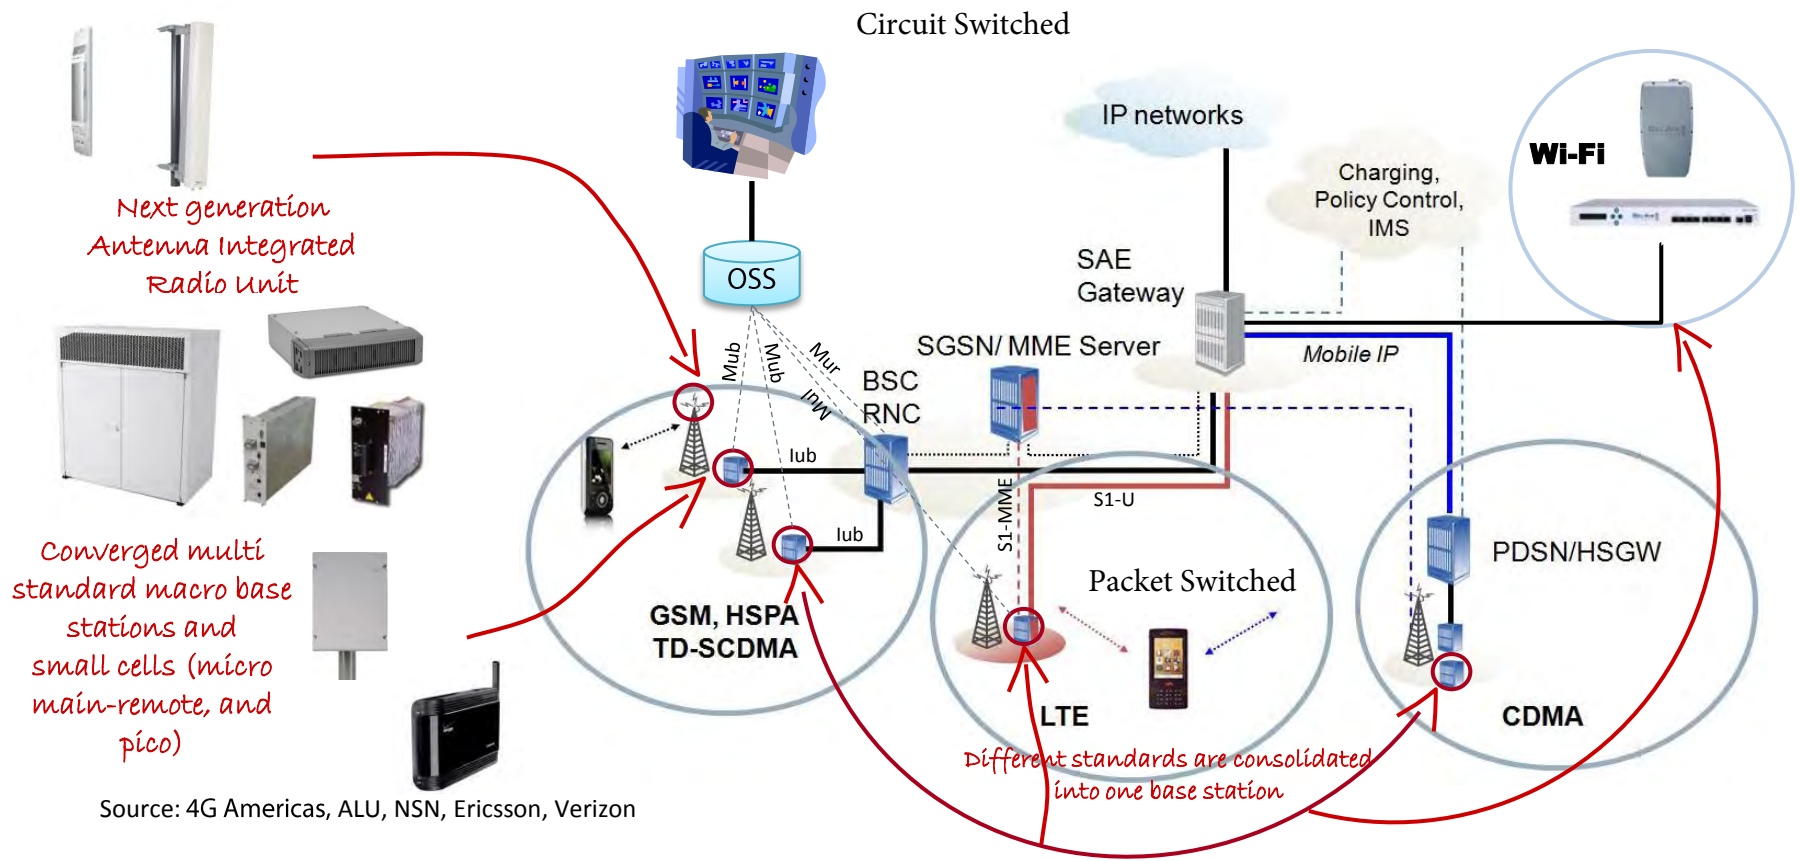 Circuit Switched
IP networks
Wi-Fi
Charging,
Policy Control,
IMS
Next generation
Antenna Integrated
Radio Unit
OSS
SAE
Gateway
SGSN/ MME Server
Mobile IP
Mub
Mub
Mur
Mul
BSC
RNC
Iub
Iub
S1-MME
S1-U
Converged multi
standard macro base
stations and
small cells (micro
main-remote, and
pico)
GSM, HSPA
TD-SCDMA
Packet Switched
PDSN/HSGW
LTE
CDMA
Different standards are consolidated
into one base station
Source: 4G Americas, ALU, NSN, Ericsson, Verizon